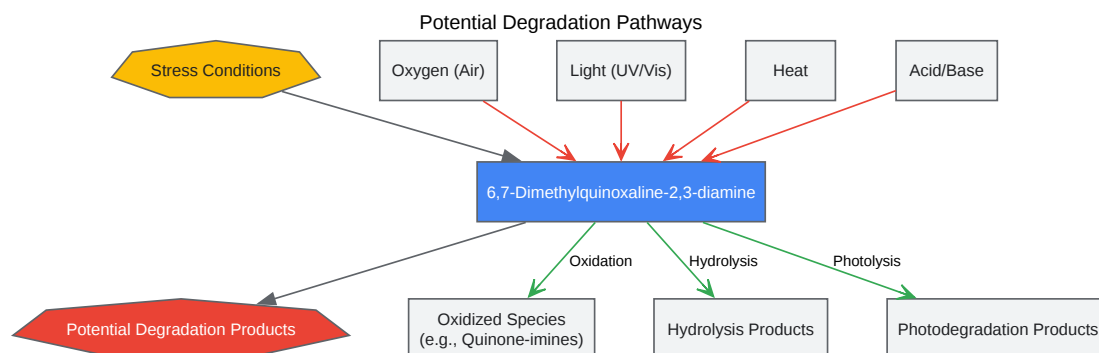 Potential Degradation Pathways
Stress Conditions
Oxygen (Air)
Light (UV/Vis)
Heat
Acid/Base
6,7-Dimethylquinoxaline-2,3-diamine
Oxidation
Hydrolysis
Photolysis
Potential Degradation Products
Oxidized Species
(e.g., Quinone-imines)
Hydrolysis Products
Photodegradation Products